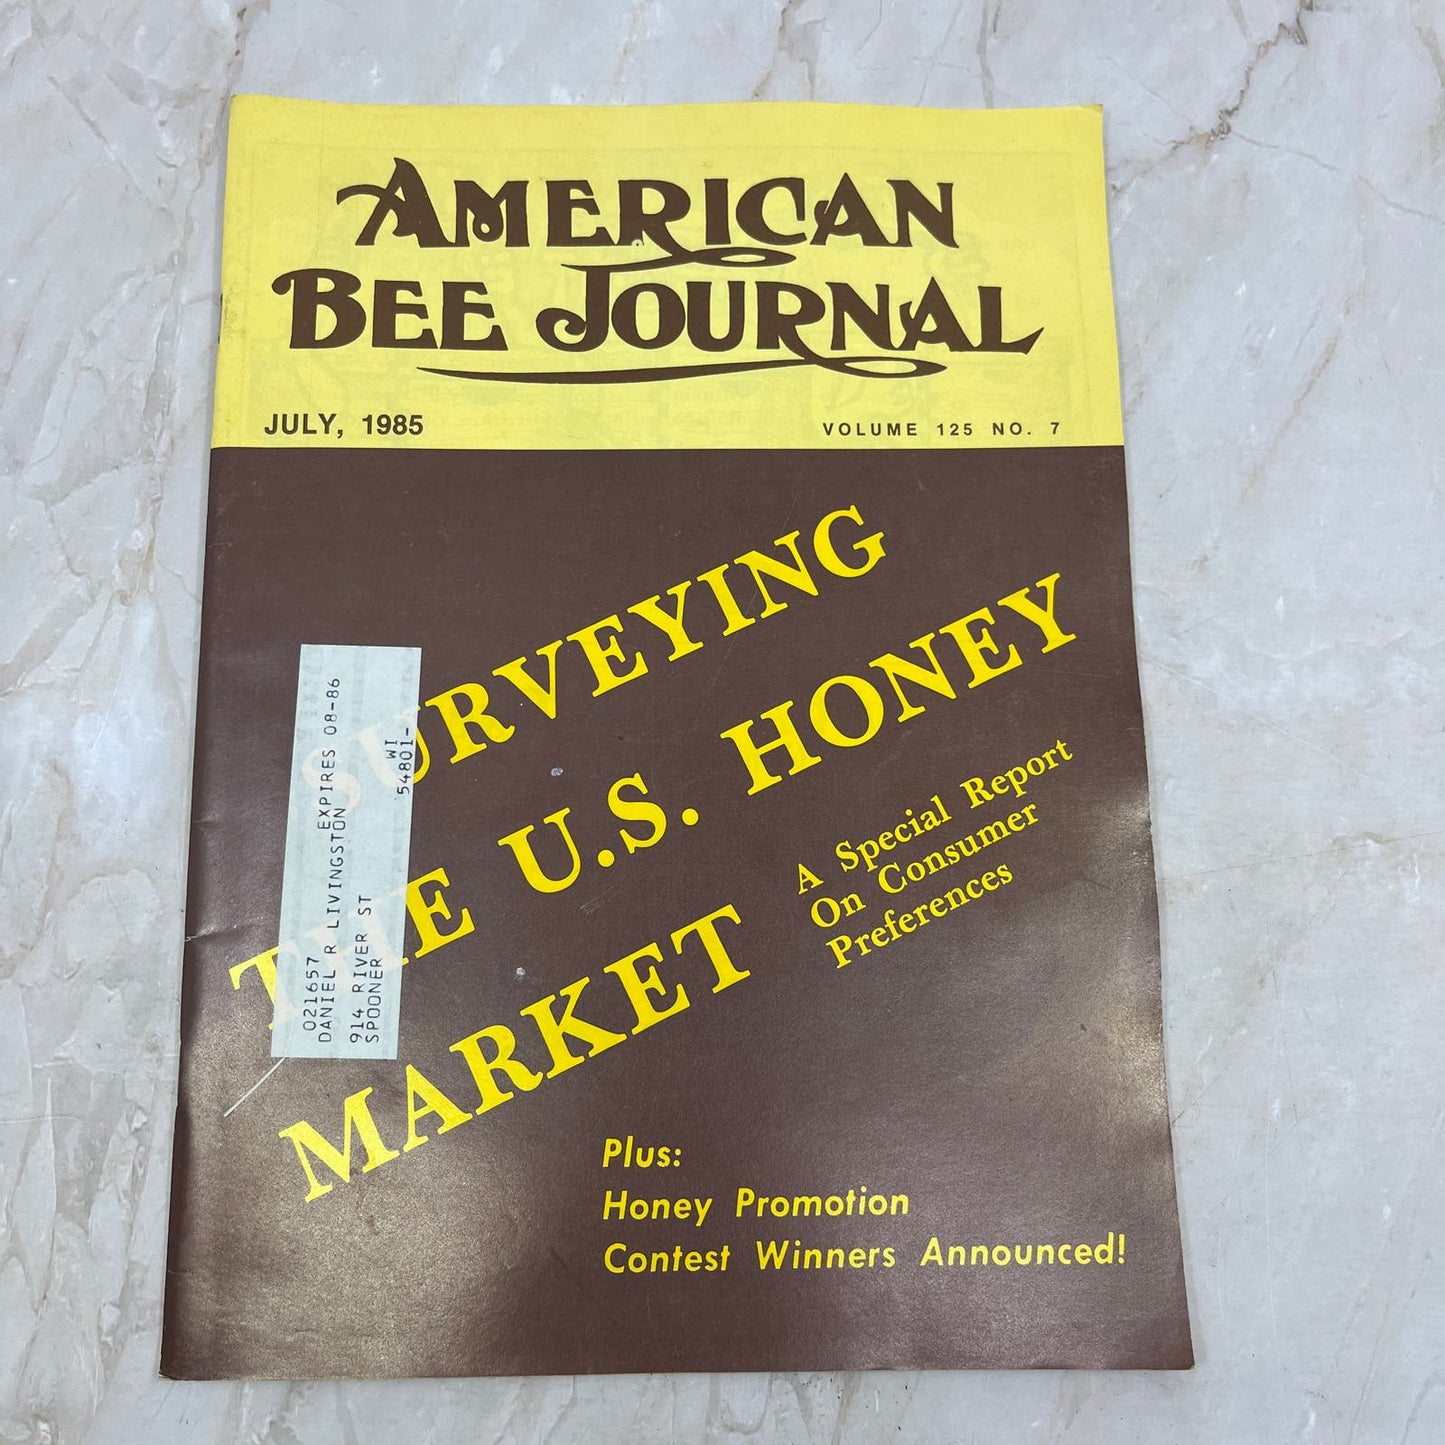 AMERICAN
BEE JOURNAL
JULY, 1985
VOLUME 125 NO. 7
SURVEYING
THE U.S. HONEY
MARKET
A Special Report
On Consumer
Preferences
021657 EXPIRES 08-86
DANIEL R LIVINGSTON
914 RIVER ST
SPOONER WI
54801-
Plus:
Honey Promotion
Contest Winners Announced!